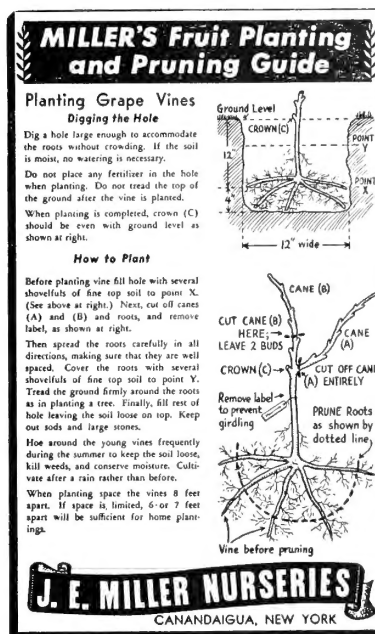 MILLER'S Fruit Planting
and Pruning Guide
Planting Grape Vines
Digging the Hole
Dig a hole large enough to accommodate
the roots without crowding. If the soil
is moist, no watering is necessary.
Do not place any fertilizer in the hole
when planting. Do not tread the top of
the ground after the vine is planted.
When planting is completed, crown (C)
should be even with ground level as
shown at right.
How to Plant
Before planting vine fill hole with several
shovelfuls of fine top soil to point X.
(See above at right.) Next, cut off canes
(A) and (B) and roots, and remove
label, as shown at right.
Then spread the roots carefully in all
directions, making sure that they are well
spaced. Cover the roots with several
shovelfuls of fine top soil to point Y.
Tread the ground firmly around the roots
as in planting a tree. Finally, fill rest of
hole leaving the soil loose on top. Keep
out sods and large stones.
Hoe around the young vines frequently
during the summer to keep the soil loose,
kill weeds, and conserve moisture. Culti-
vate after a rain rather than before.
When planting space the vines 8 feet
apart. If space is limited, 6 or 7 feet
apart will be sufficient for home plant-
ings.
Ground Level
CROWN (C)
POINT
Y
12"
POINT
X
4"
12" wide
CANE (B)
CUT CANE (B)
HERE;
LEAVE 2 BUDS
CANE
(A)
CROWN (C)
CUT OFF CANE
(A) ENTIRELY
Remove label
to prevent
girdling
PRUNE Roots
as shown by
dotted line
Vine before pruning
J. E. MILLER NURSERIES
CANANDAIGUA, NEW YORK